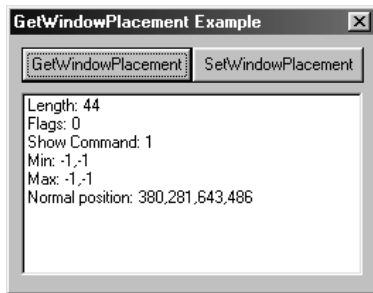 GetWindowPlacement Example
GetWindowPlacement SetWindowPlacement
Length: 44
Flags: 0
Show Command: 1
Min: -1,-1
Max: -1,-1
Normal position: 380,281,643,486